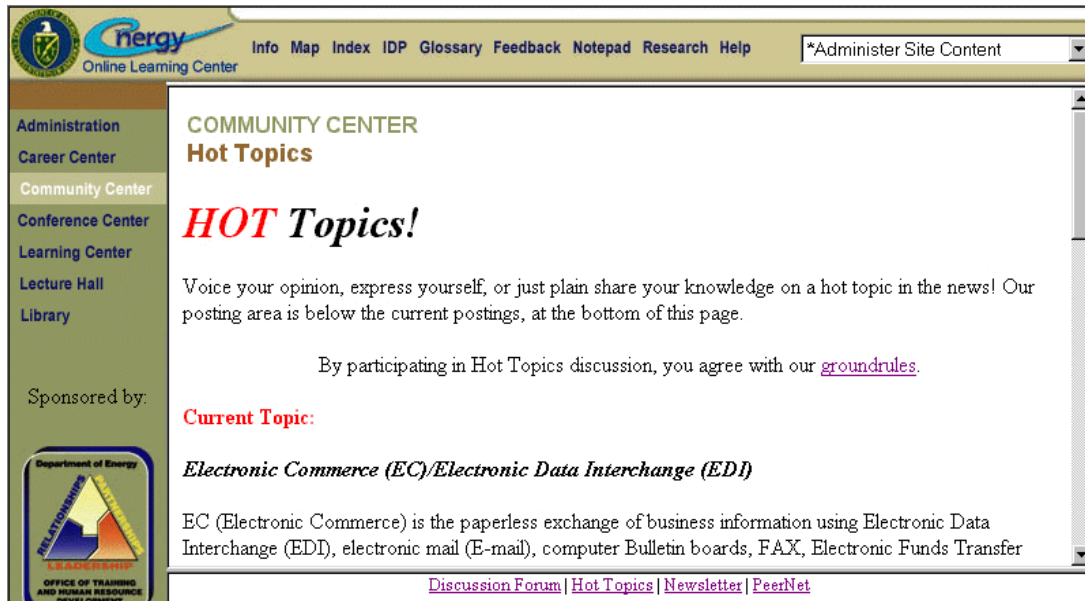 Energy
Online Learning Center
Info Map Index IDP Glossary Feedback Notepad Research Help
*Administer Site Content
Administration
Career Center
Community Center
Conference Center
Learning Center
Lecture Hall
Library
Sponsored by:
Department of Energy
RELATIONSHIPS
PARTNERSHIPS
LEADERSHIP
OFFICE OF TRAINING
AND HUMAN RESOURCE
DEVELOPMENT
COMMUNITY CENTER
Hot Topics
HOT Topics!
Voice your opinion, express yourself, or just plain share your knowledge on a hot topic in the news! Our
posting area is below the current postings, at the bottom of this page.
By participating in Hot Topics discussion, you agree with our groundrules.
Current Topic:
Electronic Commerce (EC)/Electronic Data Interchange (EDI)
EC (Electronic Commerce) is the paperless exchange of business information using Electronic Data
Interchange (EDI), electronic mail (E-mail), computer Bulletin boards, FAX, Electronic Funds Transfer
Discussion Forum | Hot Topics | Newsletter | PeerNet